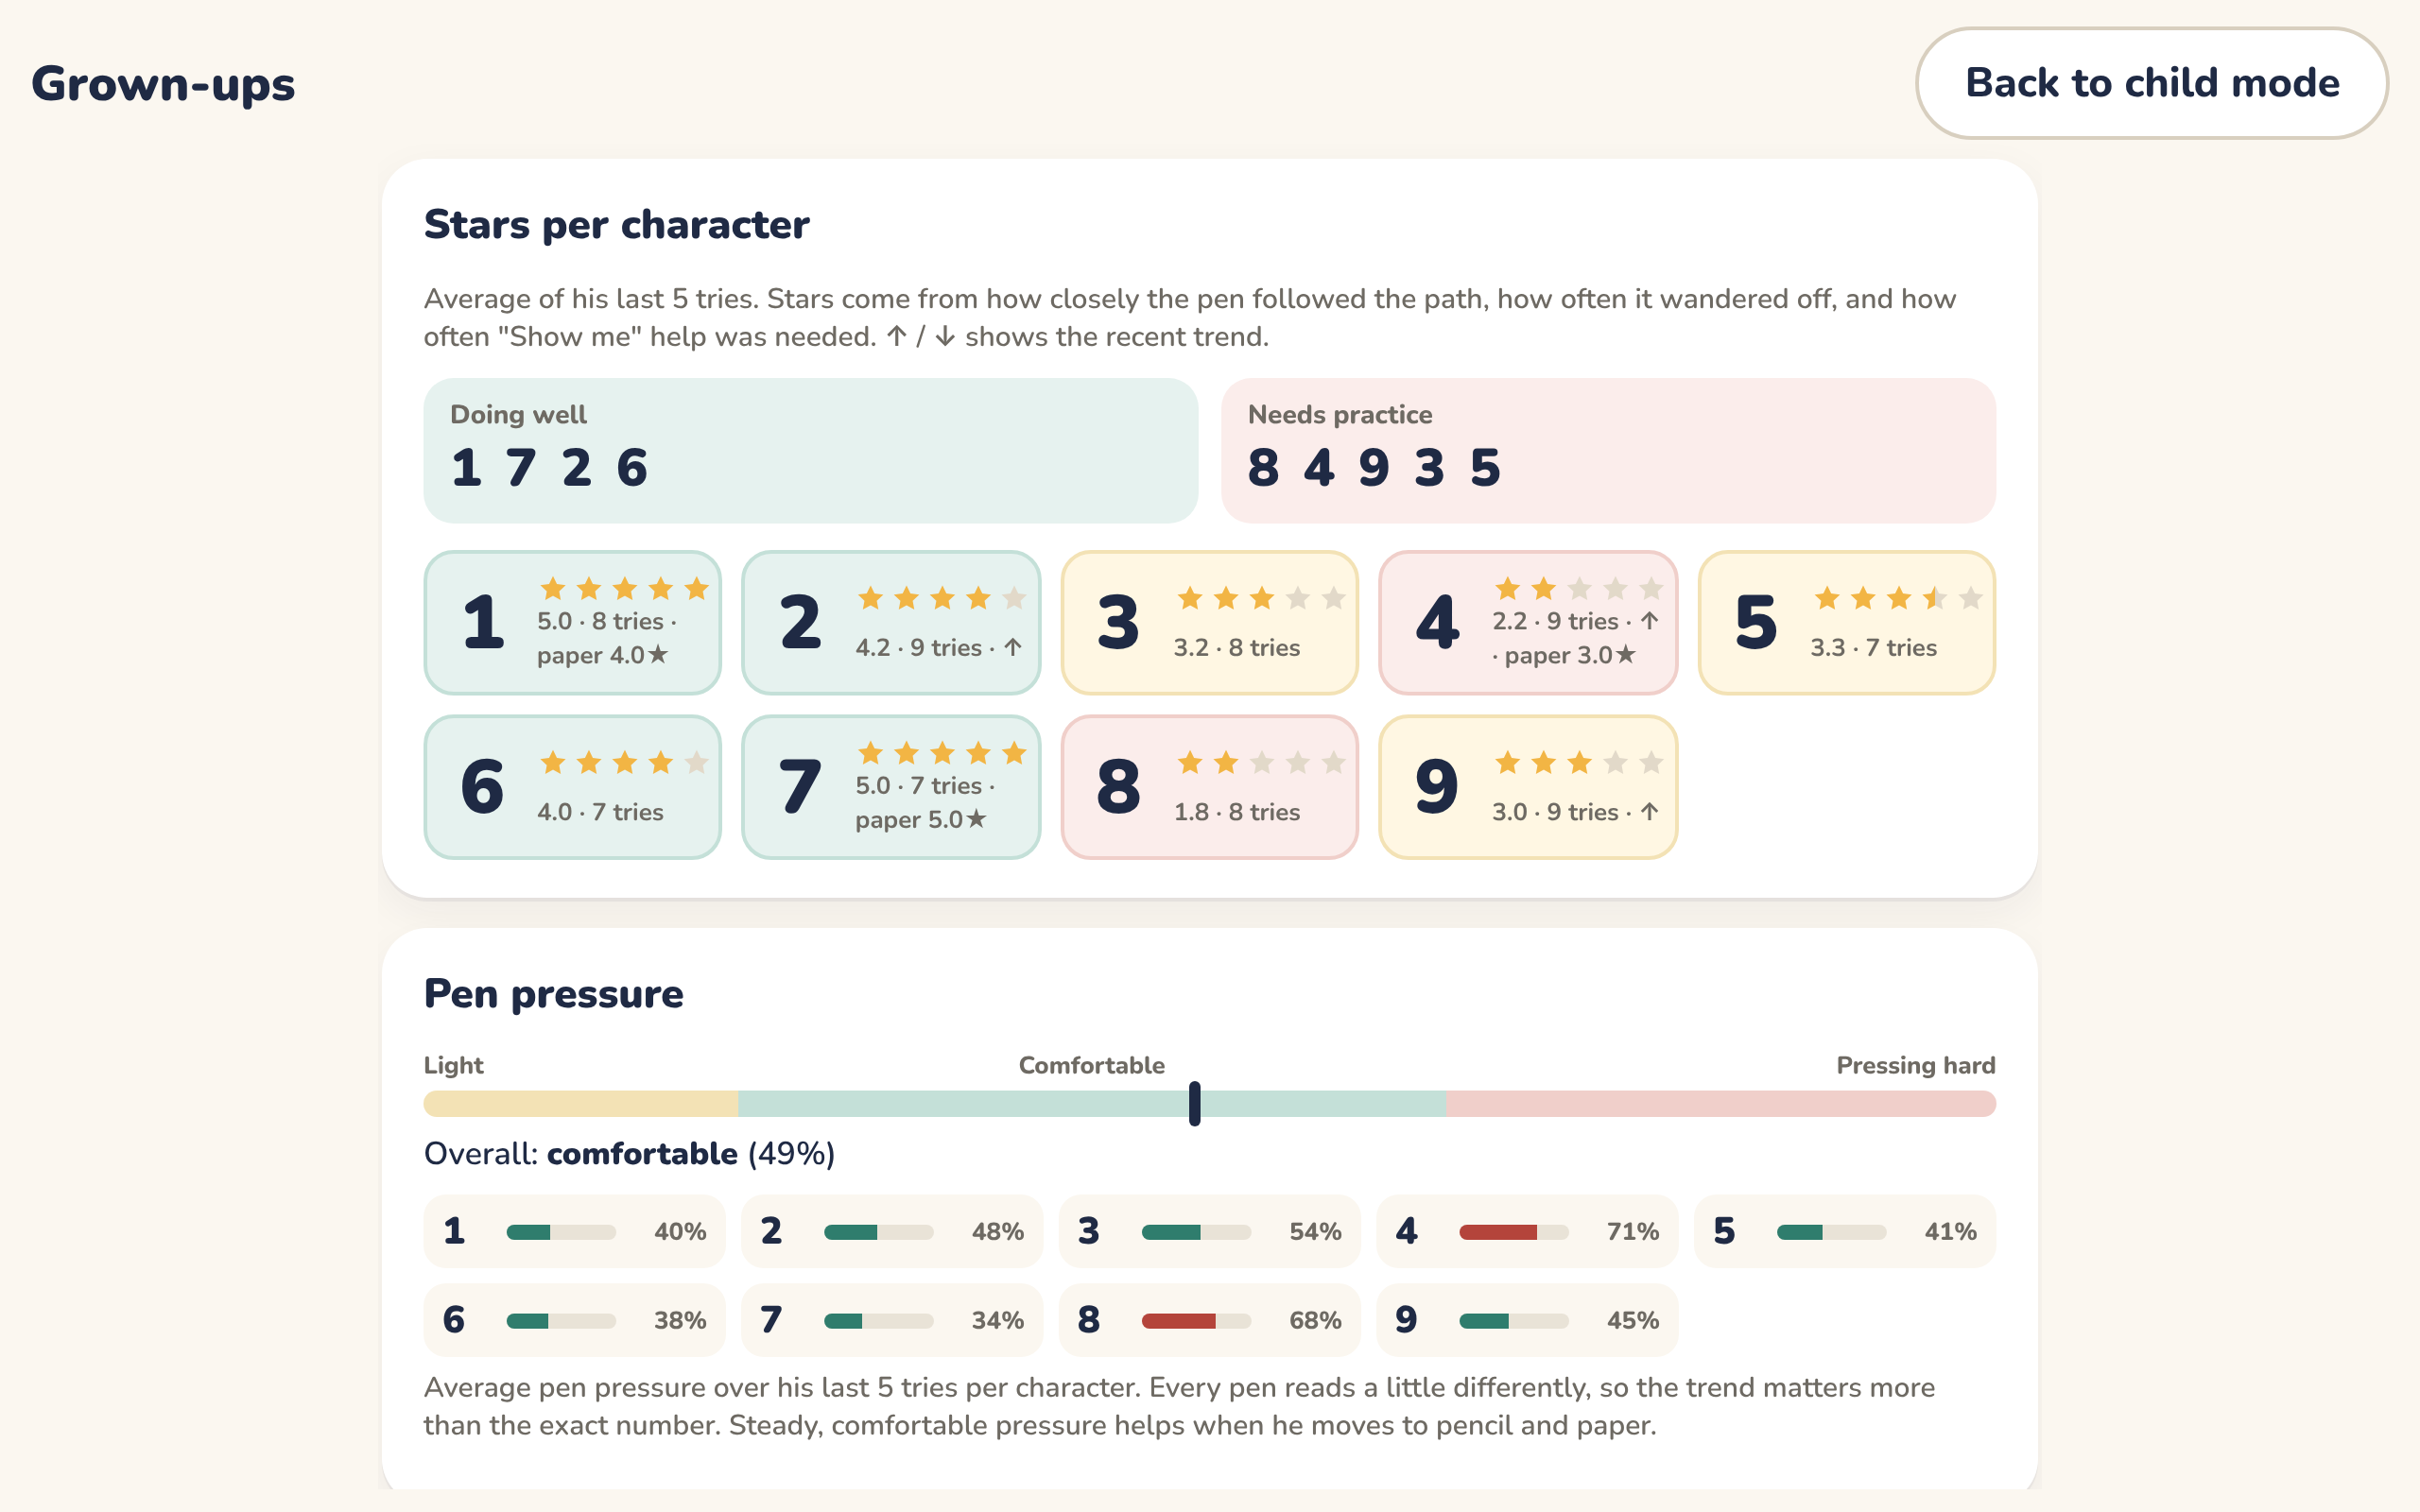 Grown-ups
Back to child mode
Stars per character
Average of his last 5 tries. Stars come from how closely the pen followed the path, how often it wandered off, and how
often "Show me" help was needed. ↑ / ↓ shows the recent trend.
Doing well
1 7 2 6
Needs practice
8 4 9 3 5
1
5.0 · 8 tries ·
paper 4.0★
2
4.2 · 9 tries · ↑
3
3.2 · 8 tries
4
2.2 · 9 tries · ↑
· paper 3.0★
5
3.3 · 7 tries
6
4.0 · 7 tries
7
5.0 · 7 tries ·
paper 5.0★
8
1.8 · 8 tries
9
3.0 · 9 tries · ↑
Pen pressure
Light Comfortable Pressing hard
Overall: comfortable (49%)
1 40%
2 48%
3 54%
4 71%
5 41%
6 38%
7 34%
8 68%
9 45%
Average pen pressure over his last 5 tries per character. Every pen reads a little differently, so the trend matters more
than the exact number. Steady, comfortable pressure helps when he moves to pencil and paper.